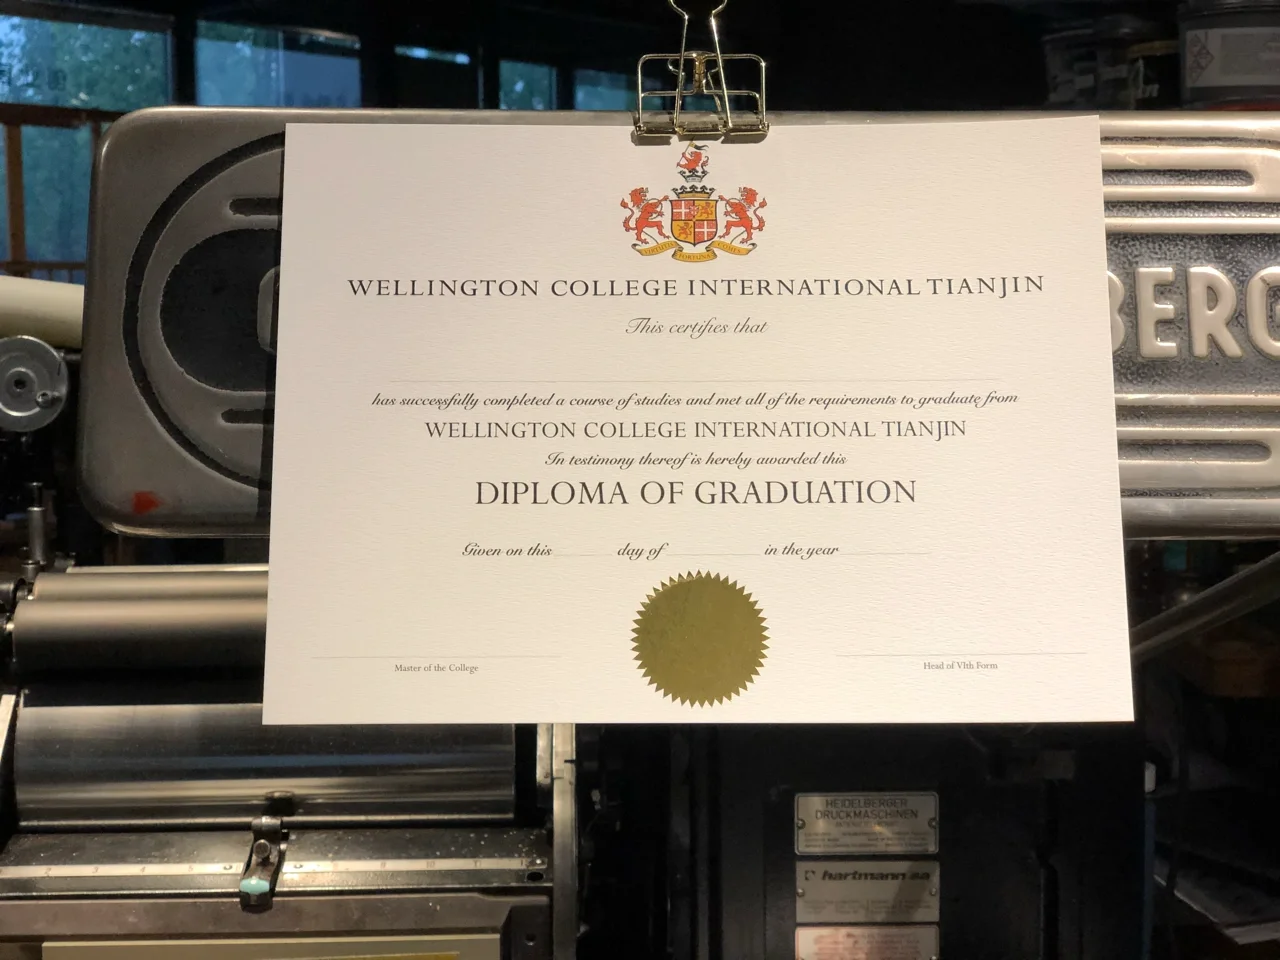 WELLINGTON COLLEGE INTERNATIONAL TIANJIN
This certifies that
has successfully completed a course of studies and met all of the requirements to graduate from
WELLINGTON COLLEGE INTERNATIONAL TIANJIN
In testimony thereof is hereby awarded this
DIPLOMA OF GRADUATION
Given on this day of in the year
Master of the College
Head of VIth Form
BERG
HEIDELBERGER
DRUCKMASCHINEN
hartmann sa